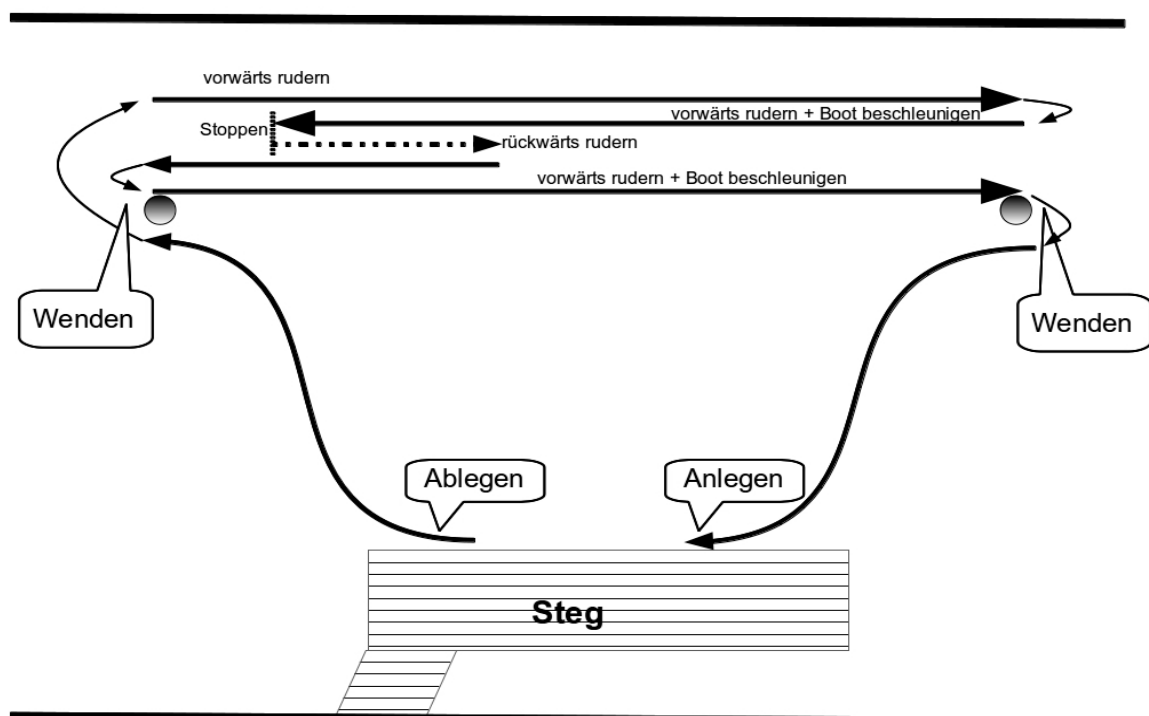 vorwärts rudern
vorwärts rudern + Boot beschleunigen
Stoppen
rückwärts rudern
vorwärts rudern + Boot beschleunigen
Wenden
Wenden
Ablegen
Anlegen
Steg